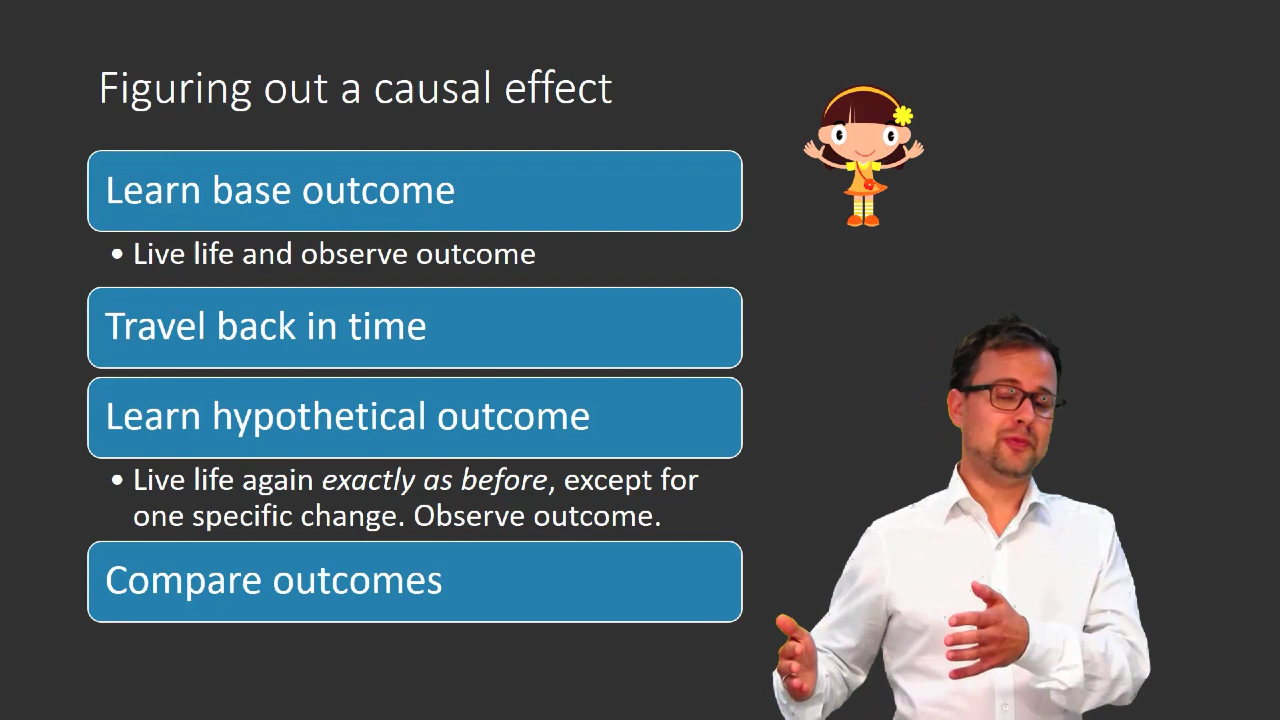 Figuring out a causal effect
Learn base outcome
• Live life and observe outcome
Travel back in time
Learn hypothetical outcome
• Live life again exactly as before, except for
one specific change. Observe outcome.
Compare outcomes